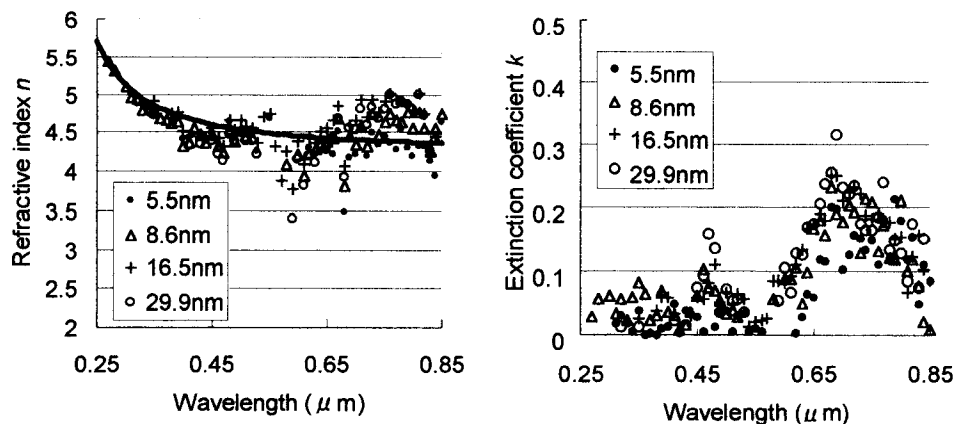 Refractive index n
6
5.5
5
4.5
4
3.5
3
2.5
2
5.5nm
8.6nm
16.5nm
29.9nm
0.25
0.45
0.65
0.85
Wavelength (μm)
Extinction coefficient k
0.5
0.4
0.3
0.2
0.1
0
5.5nm
8.6nm
16.5nm
29.9nm
0.25
0.45
0.65
0.85
Wavelength (μm)